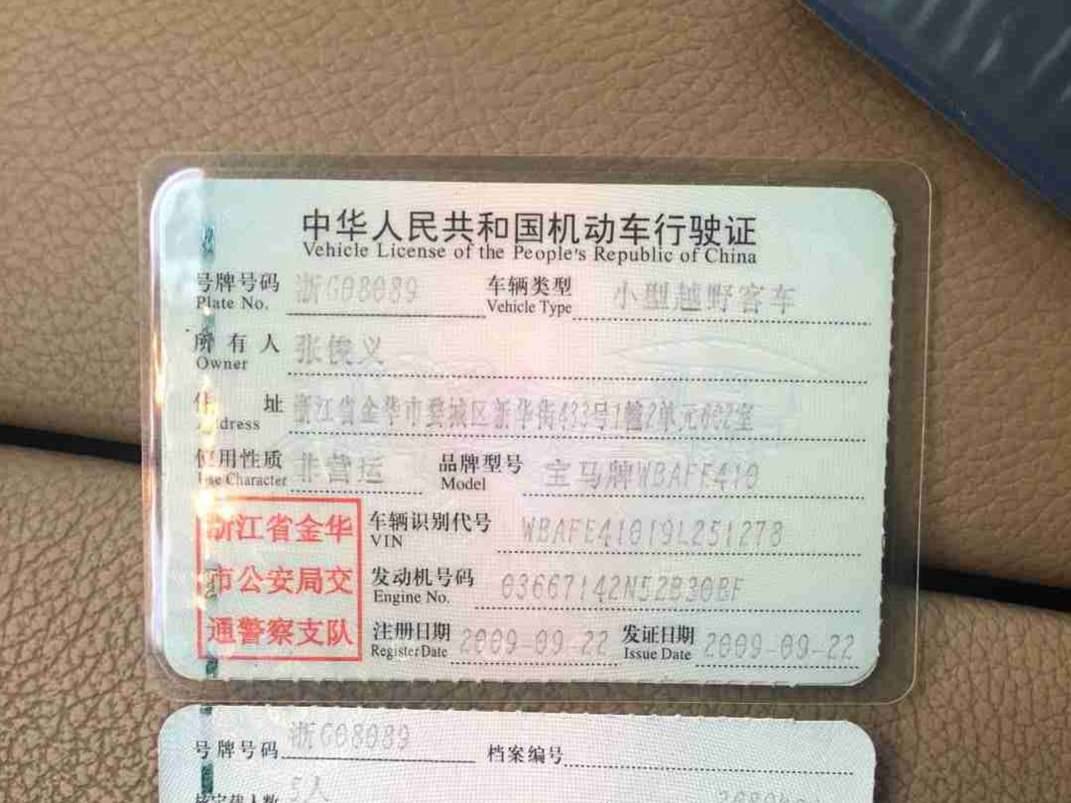 中华人民共和国机动车行驶证
Vehicle License of the People's Republic of China
号牌号码 浙G08089 车辆类型 小型越野客车
Plate No. Vehicle Type
所有人 张俊义
Owner
住址 浙江省金华市婺城区新华街433号1幢2单元602室
Address
使用性质 非营运 品牌型号 宝马牌WBAFE410
Use Character Model
浙江省金华
市公安局交
通警察支队
车辆识别代号 WBAFE41019L251278
VIN
发动机号码 03667142N52B30BF
Engine No.
注册日期 2009-09-22 发证日期 2009-09-22
Register Date Issue Date
号牌号码 浙G08089 档案编号
核定载人数 5人